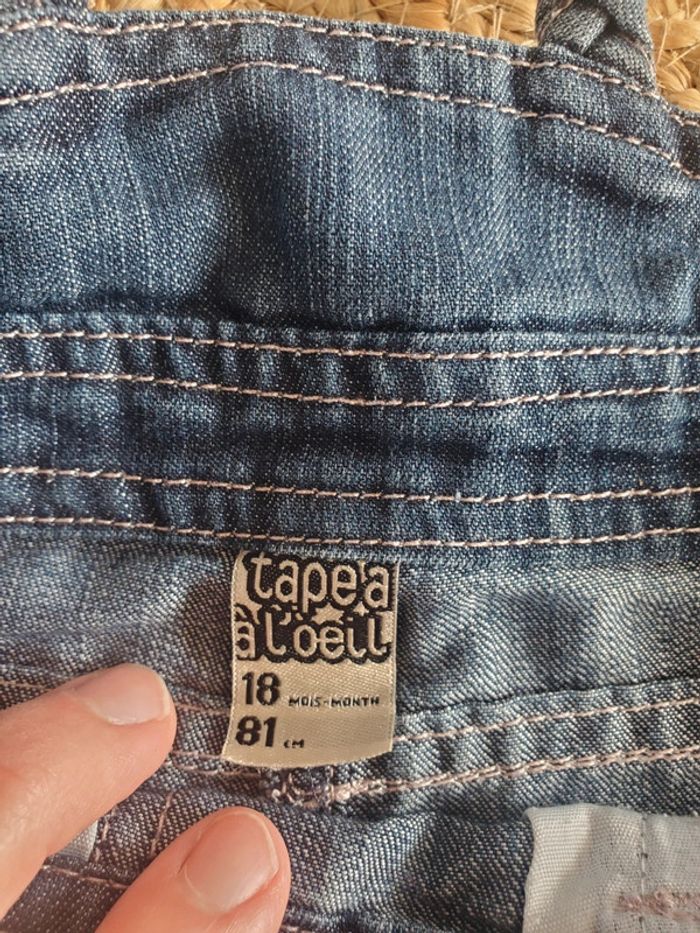 tape a
à l'oeil
18 MOIS-MONTH
81 CM